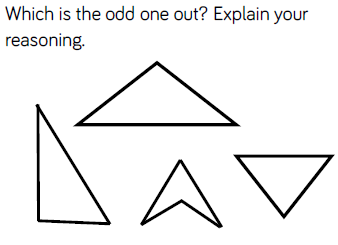 Which is the odd one out? Explain your
reasoning.